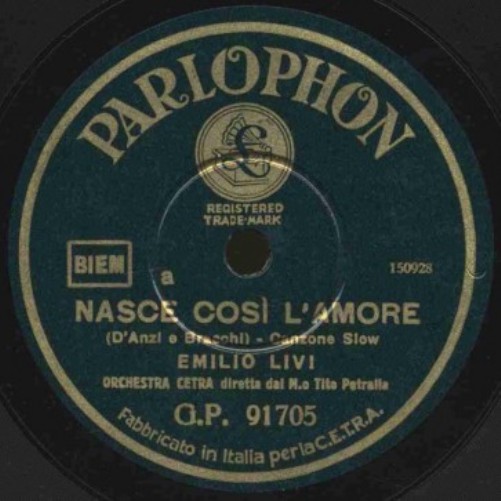 PARLOPHON
£
REGISTERED
TRADE-MARK
BIEM
a
150928
NASCE COSÌ L'AMORE
(D'Anzi e Bracchi) - Canzone Slow
EMILIO LIVI
ORCHESTRA CETRA diretta dal M.o Tito Petralia
G.P. 91705
Fabbricato in Italia per la C.E.T.R.A.